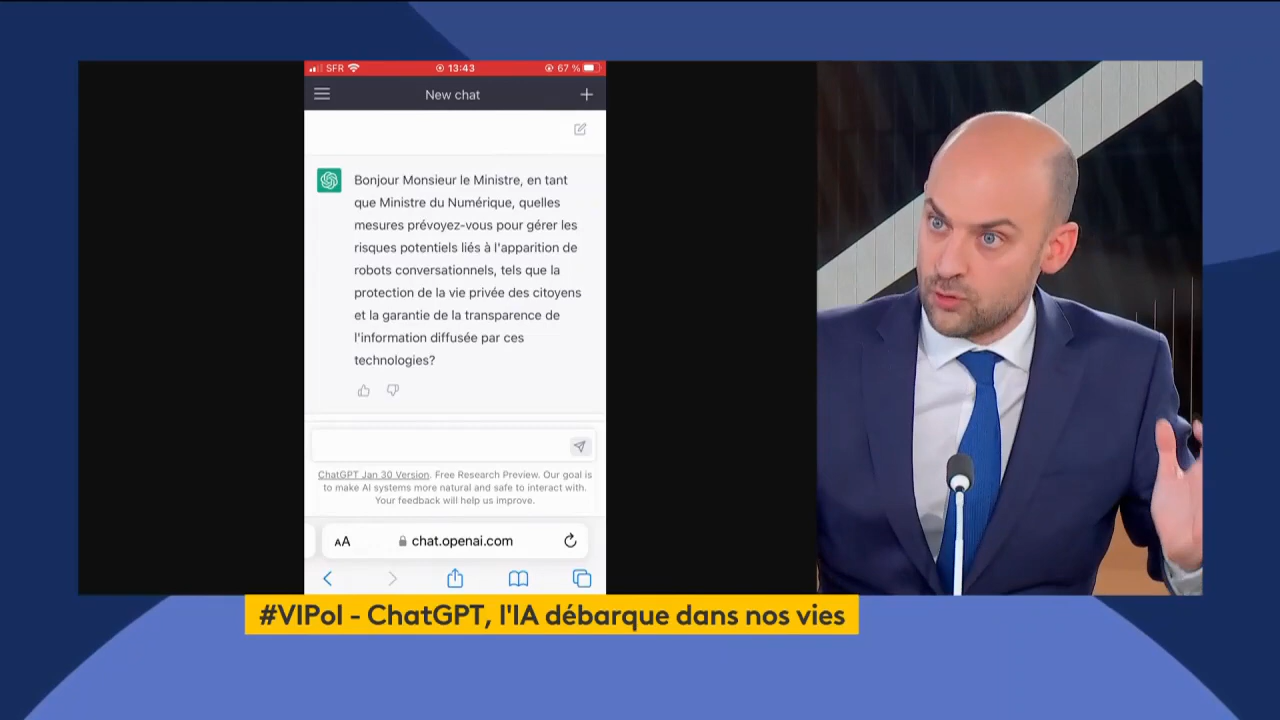 SFR 13:43 67 %
New chat
Bonjour Monsieur le Ministre, en tant
que Ministre du Numérique, quelles
mesures prévoyez-vous pour gérer les
risques potentiels liés à l'apparition de
robots conversationnels, tels que la
protection de la vie privée des citoyens
et la garantie de la transparence de
l'information diffusée par ces
technologies?
ChatGPT Jan 30 Version. Free Research Preview. Our goal is
to make AI systems more natural and safe to interact with.
Your feedback will help us improve.
AA chat.openai.com
#VIPol - ChatGPT, l'IA débarque dans nos vies